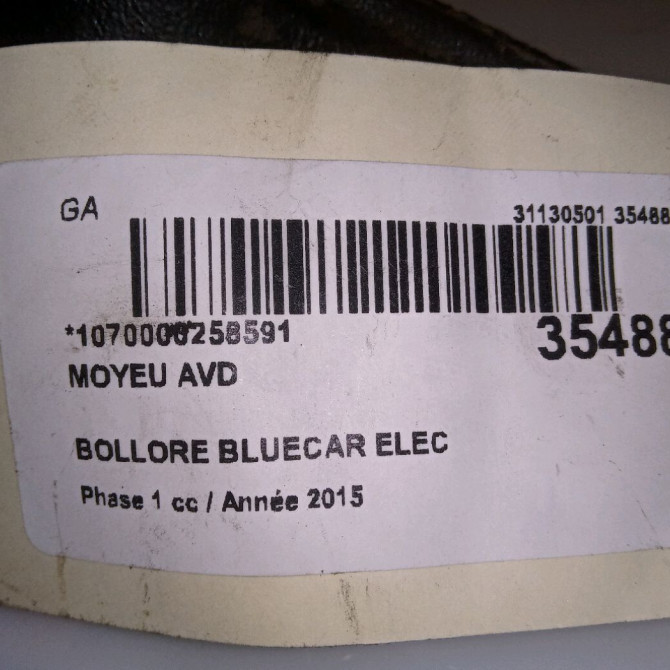 GA
31130501 35488
*1070000258591
35488
MOYEU AVD
BOLLORE BLUECAR ELEC
Phase 1 cc / Année 2015